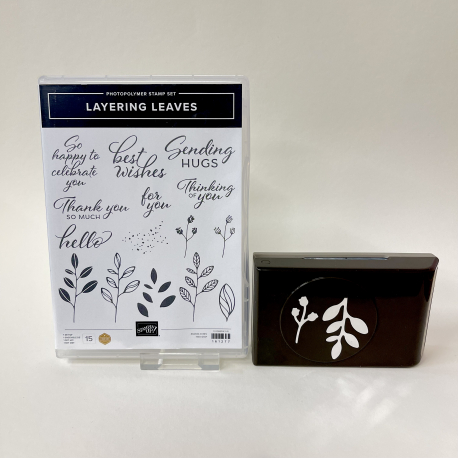 PHOTOPOLYMER STAMP SET
LAYERING LEAVES
So
happy to
celebrate
you
best
wishes
Sending
HUGS
Thank you
SO MUCH
for
you
Thinking
OF you
hello
15